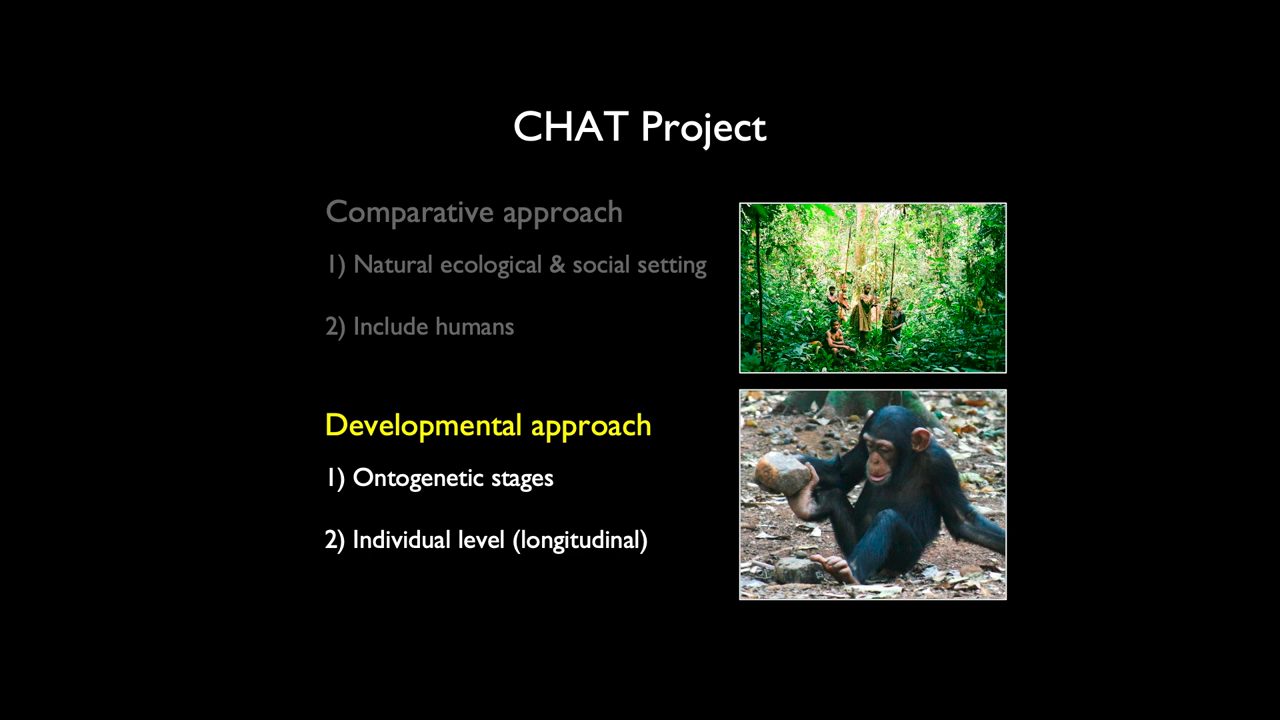 CHAT Project
Comparative approach
1) Natural ecological & social setting
2) Include humans
Developmental approach
1) Ontogenetic stages
2) Individual level (longitudinal)